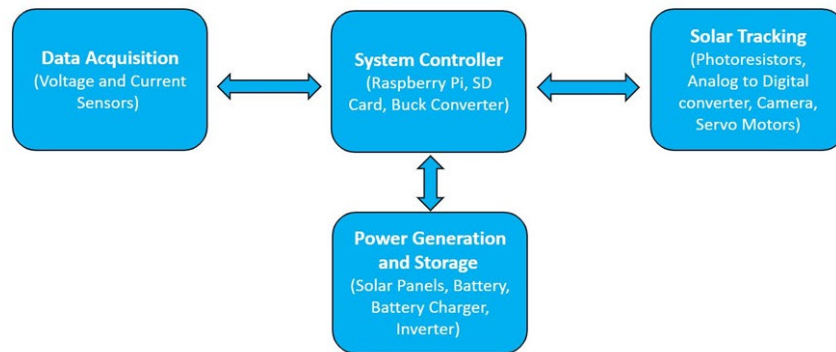 Data Acquisition
(Voltage and Current
Sensors)
System Controller
(Raspberry Pi, SD
Card, Buck Converter)
Solar Tracking
(Photoresistors,
Analog to Digital
converter, Camera,
Servo Motors)
Power Generation
and Storage
(Solar Panels, Battery,
Battery Charger,
Inverter)